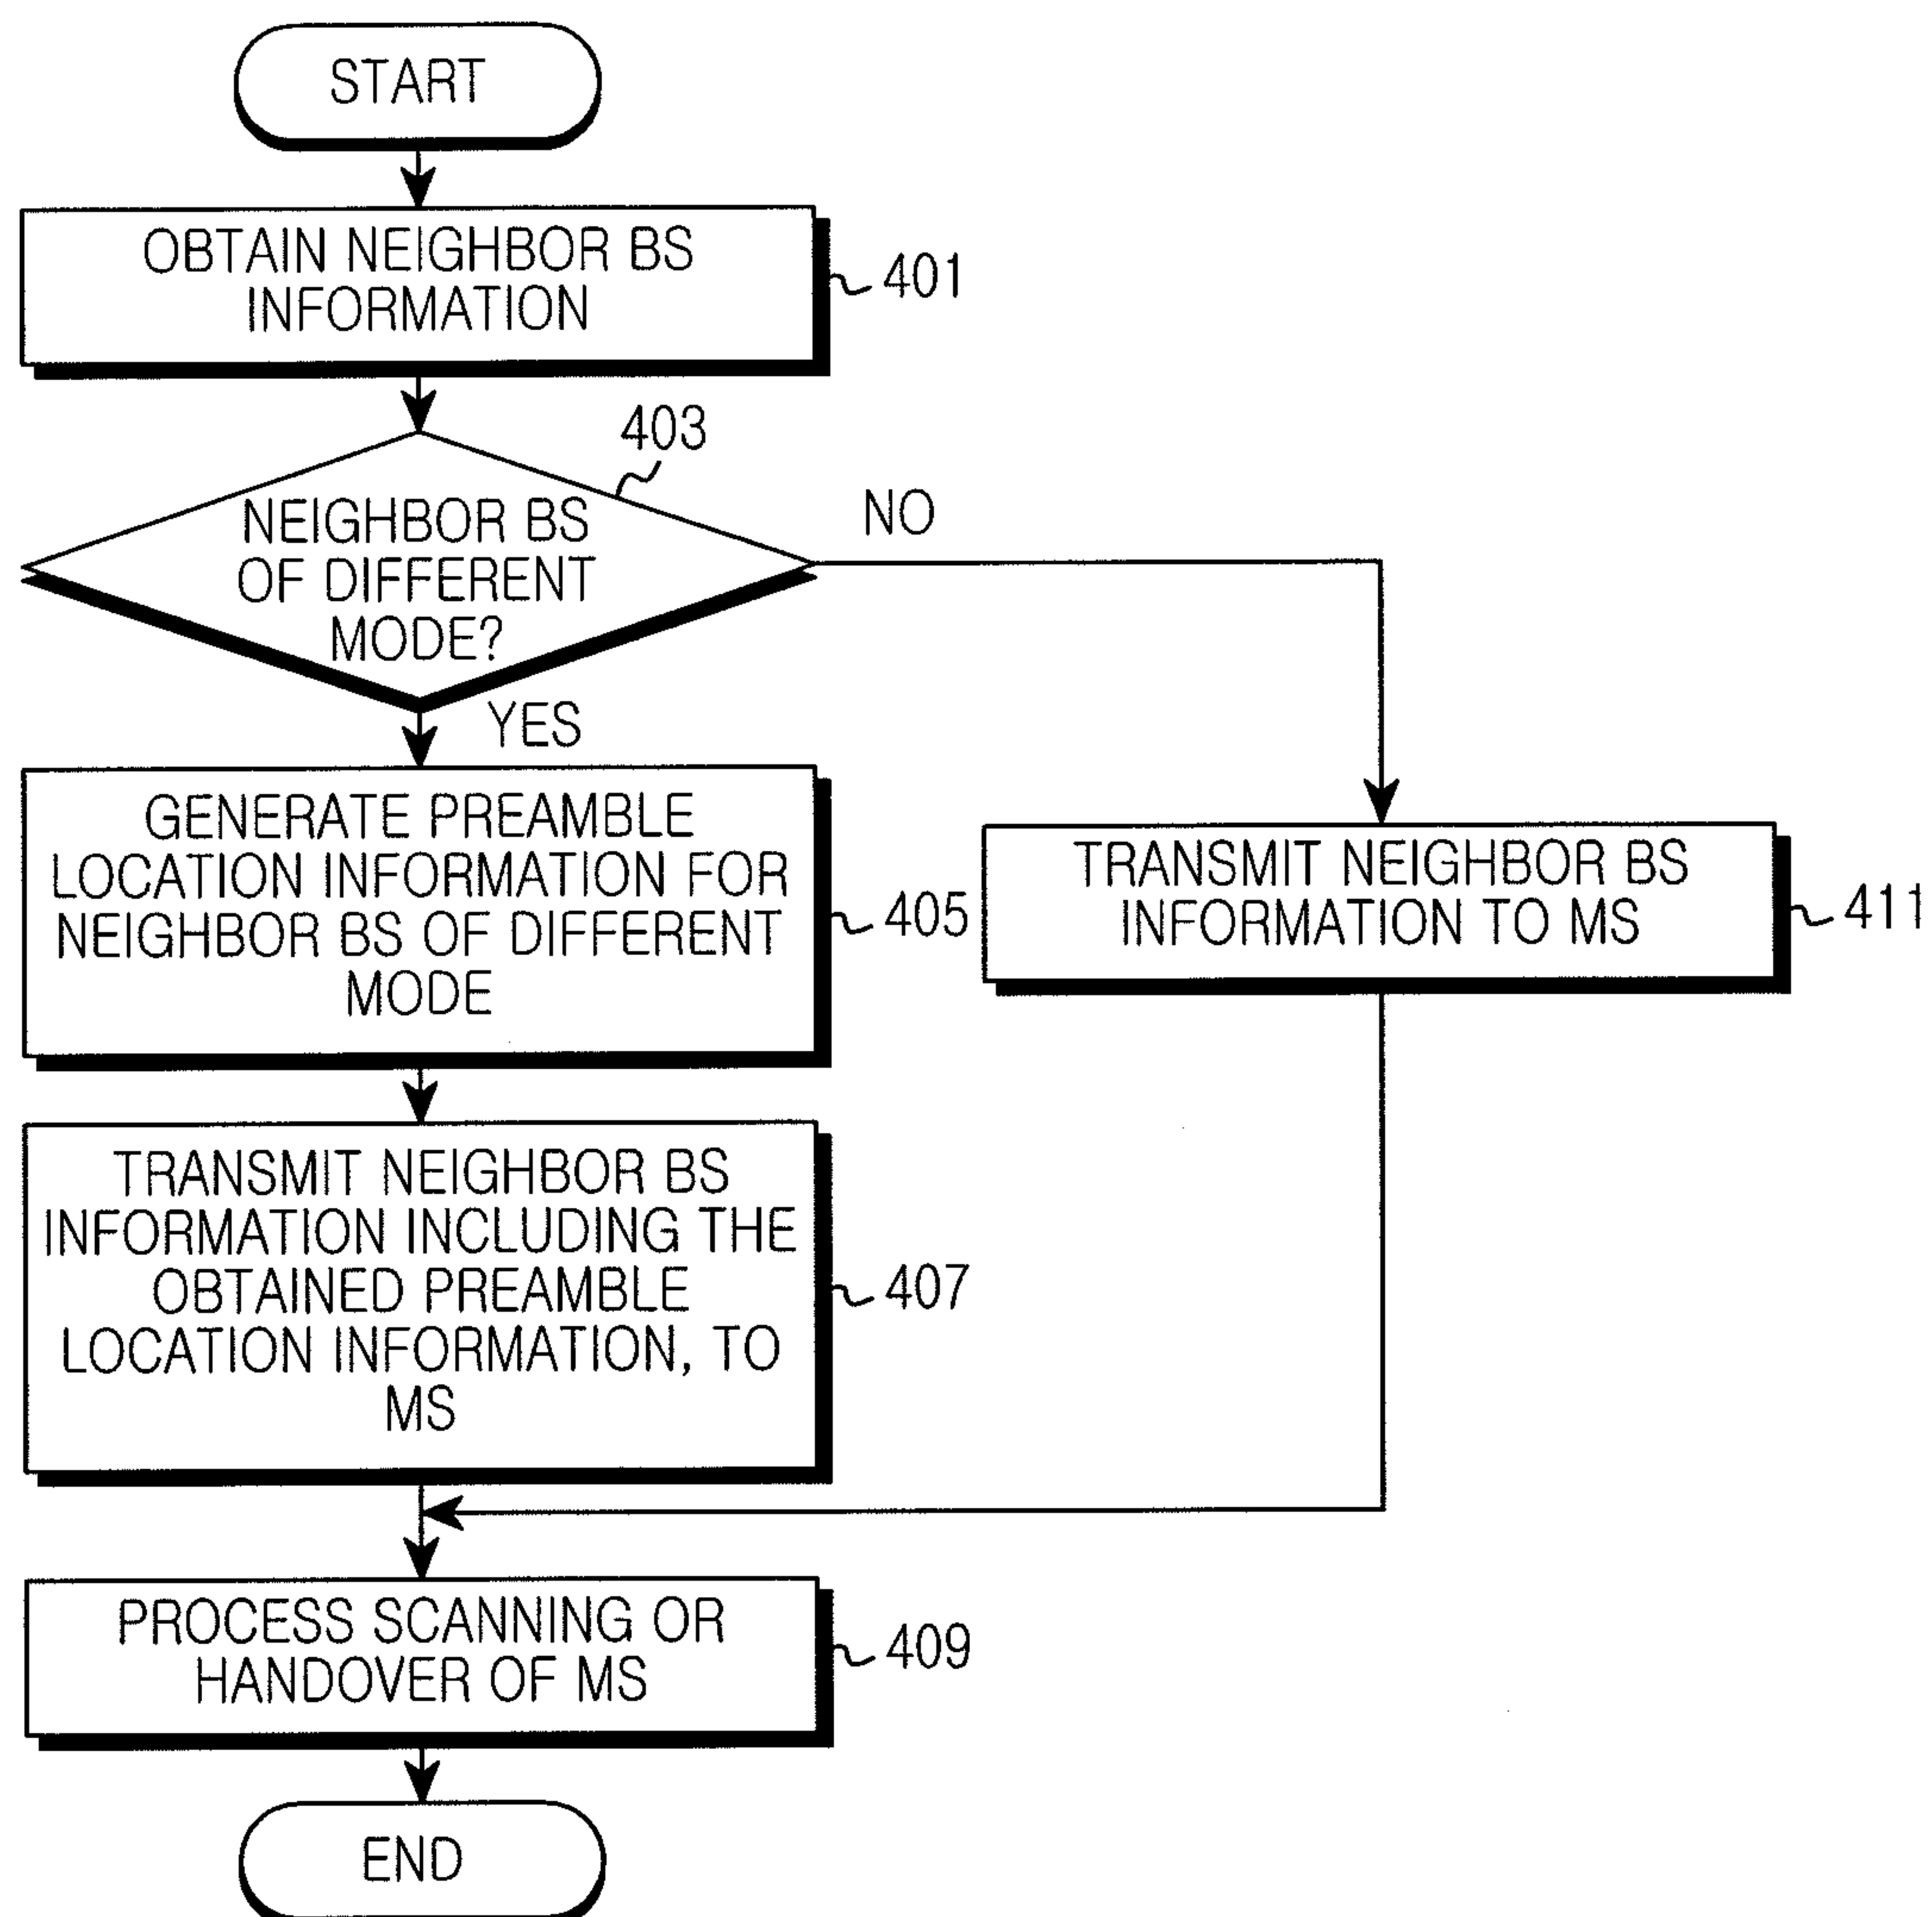 START
OBTAIN NEIGHBOR BS
INFORMATION
401
403
NEIGHBOR BS
OF DIFFERENT
MODE?
NO
YES
GENERATE PREAMBLE
LOCATION INFORMATION FOR
NEIGHBOR BS OF DIFFERENT
MODE
405
TRANSMIT NEIGHBOR BS
INFORMATION TO MS
411
TRANSMIT NEIGHBOR BS
INFORMATION INCLUDING THE
OBTAINED PREAMBLE
LOCATION INFORMATION, TO
MS
407
PROCESS SCANNING OR
HANDOVER OF MS
409
END